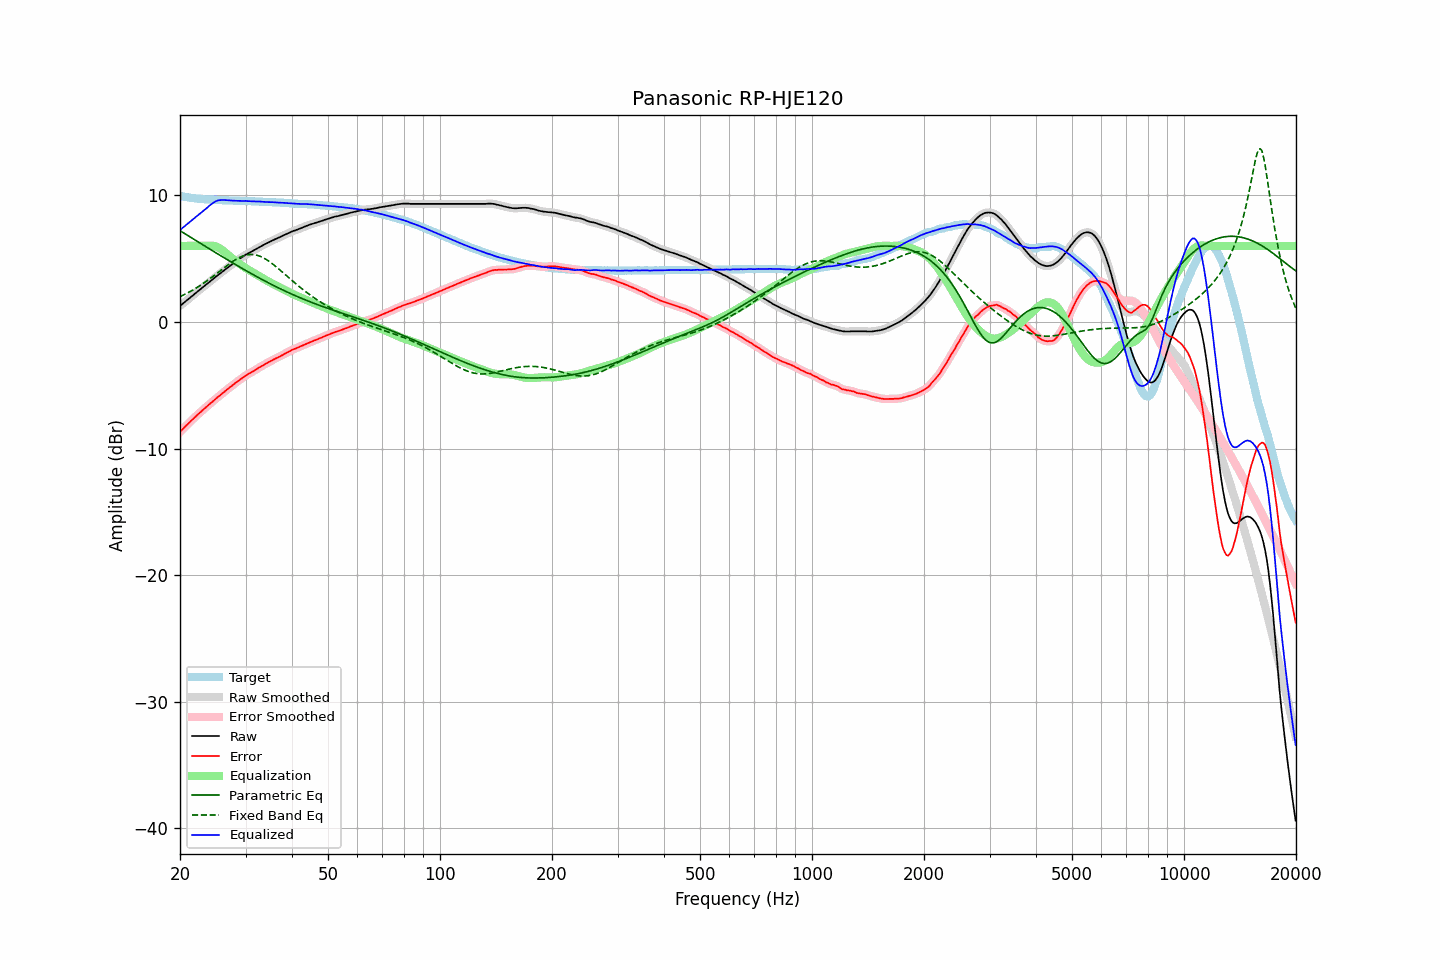 Panasonic RP-HJE120
Amplitude (dBr)
10
0
−10
−20
−30
−40
Target
Raw Smoothed
Error Smoothed
Raw
Error
Equalization
Parametric Eq
Fixed Band Eq
Equalized
20 50 100 200 500 1000 2000 5000 10000 20000
Frequency (Hz)